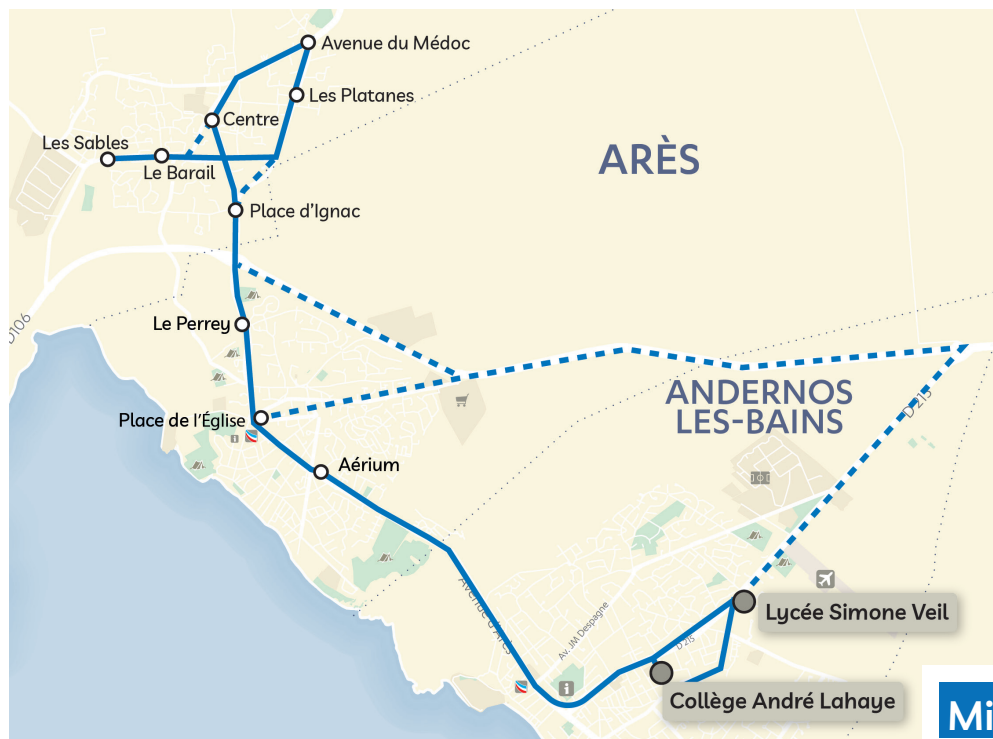 Avenue du Médoc
Les Platanes
Centre
Les Sables
Le Barail
ARÈS
Place d'Ignac
D106
Le Perrey
ANDERNOS
LES-BAINS
D 215
Place de l'Église
Aérium
Avenue d'Arès
Av. JM Despagne
D 215
Lycée Simone Veil
Collège André Lahaye
Mi